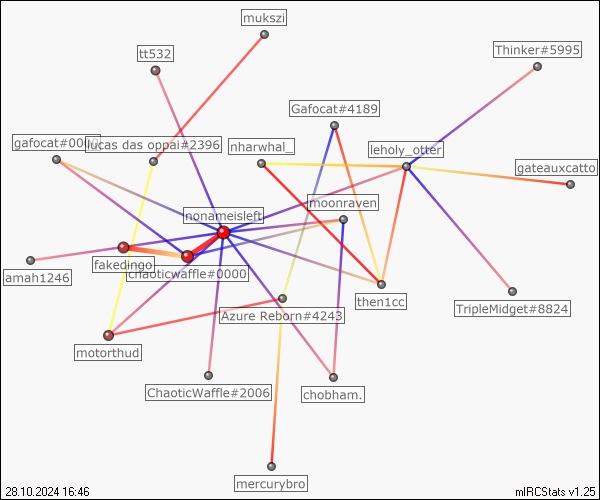 mukszi
tt532
Thinker#5995
Gafocat#4189
gafocat#00
lucas das oppai#2396
nharwhal_
leholy_otter
gateauxcatto
moonraven
nonameisleft
fakedingo
chaoticwaffle#0000
amah1246
then1cc
TripleMidget#8824
Azure Reborn#4243
motorthud
ChaoticWaffle#2006
chobham.
mercurybro
28.10.2024 16:46
mIRCStats v1.25